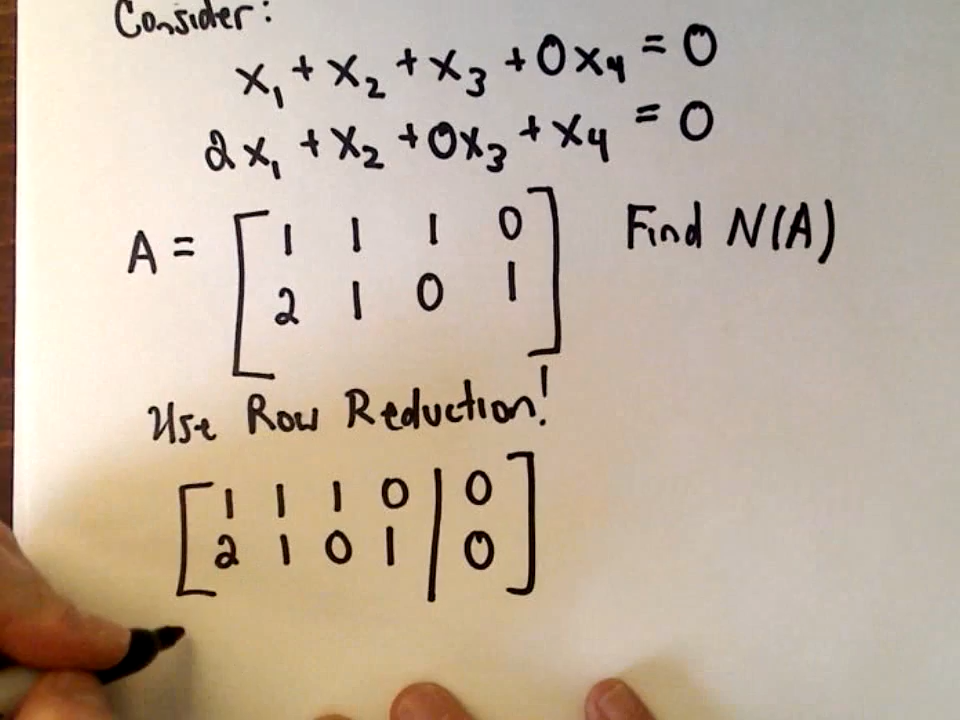 Consider:
x₁ + x₂ + x₃ + 0x₄ = 0
2x₁ + x₂ + 0x₃ + x₄ = 0
A = [ 1 1 1 0 ] Find N(A)
[ 2 1 0 1 ]
Use Row Reduction!
[ 1 1 1 0 | 0 ]
[ 2 1 0 1 | 0 ]